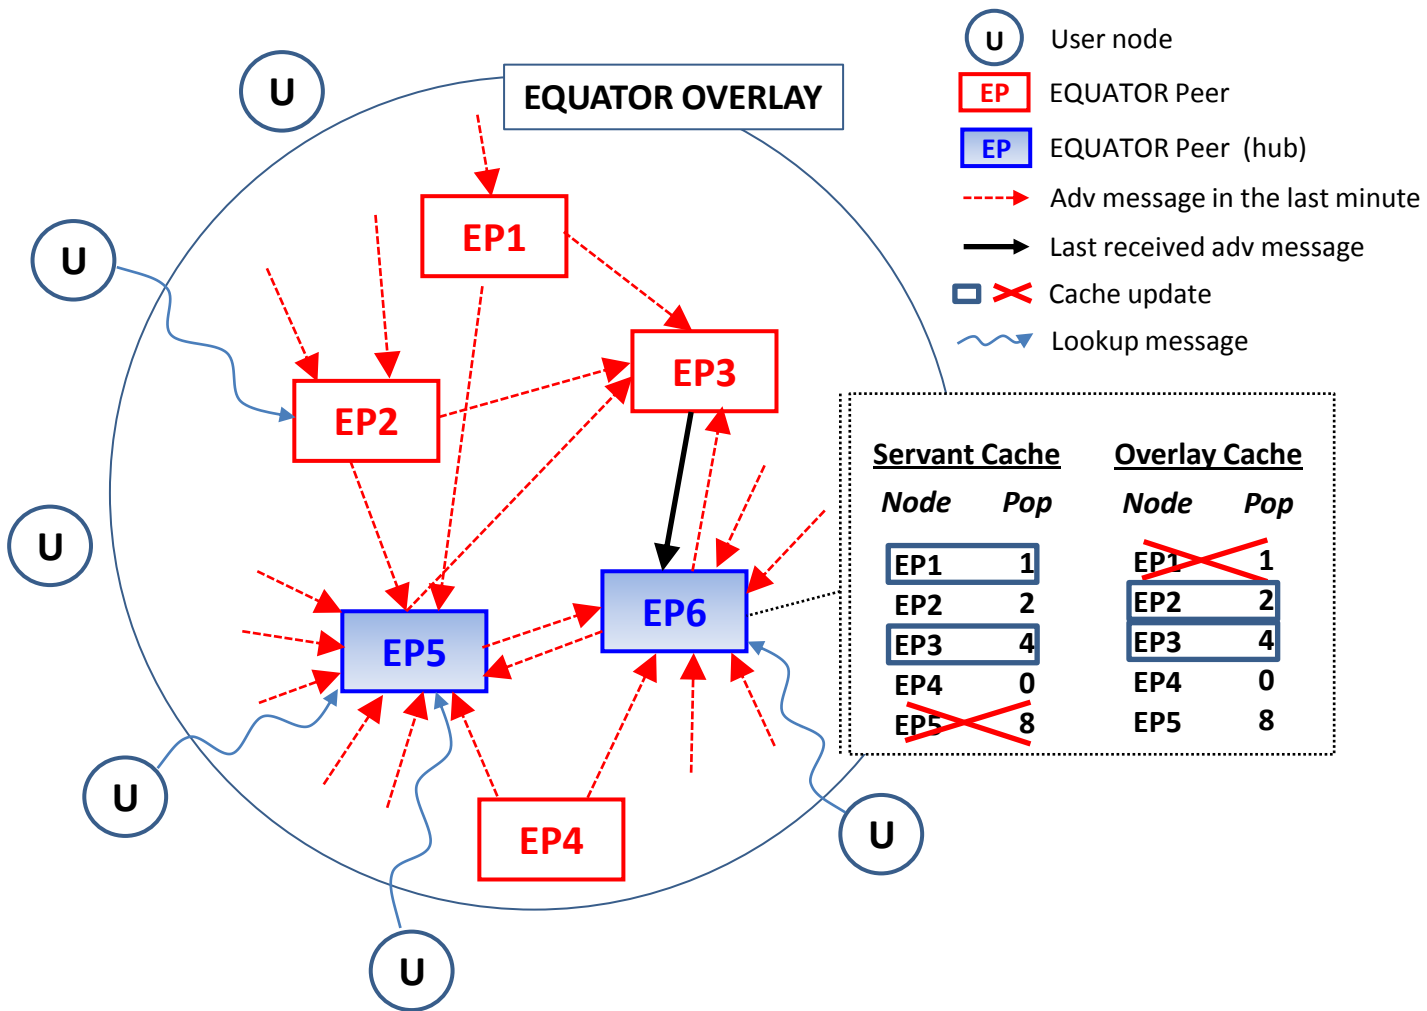 U
User node
U
EQUATOR OVERLAY
EP
EQUATOR Peer
EP
EQUATOR Peer (hub)
Adv message in the last minute
EP1
U
Last received adv message
Cache update
Lookup message
EP3
EP2
Servant Cache
Overlay Cache
Node Pop
Node Pop
U
EP1 1
EP1 1
EP2 2
EP2 2
EP3 4
EP3 4
EP4 0
EP4 0
EP5 8
EP5 8
EP6
EP5
U
U
EP4
U